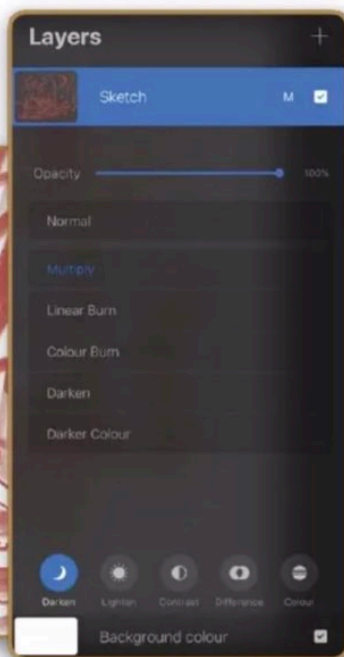 Layers
Sketch M
Opacity 100%
Normal
Multiply
Linear Burn
Colour Burn
Darken
Darker Colour
Darken Lighten Contrast Difference Colour
Background colour